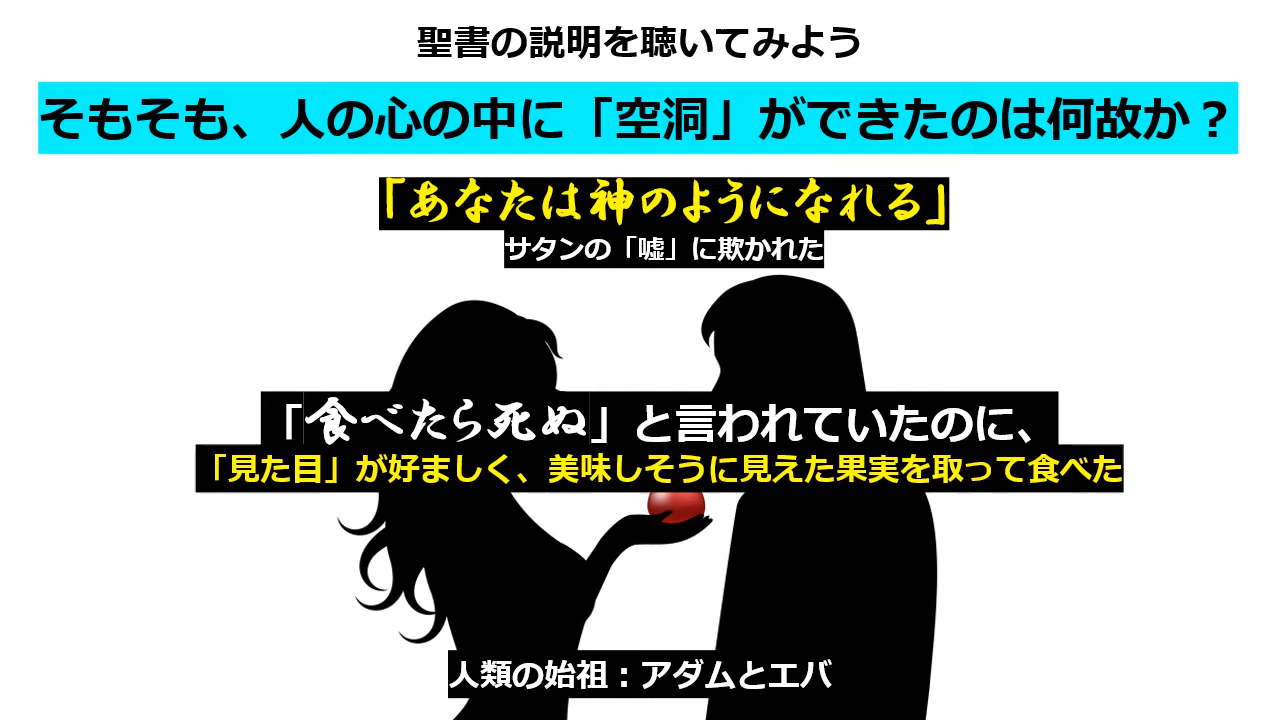 聖書の説明を聴いてみよう
そもそも、人の心の中に「空洞」ができたのは何故か？
「あなたは神のようになれる」
サタンの「嘘」に欺かれた
「食べたら死ぬ」と言われていたのに、
「見た目」が好ましく、美味しそうに見えた果実を取って食べた
人類の始祖：アダムとエバ